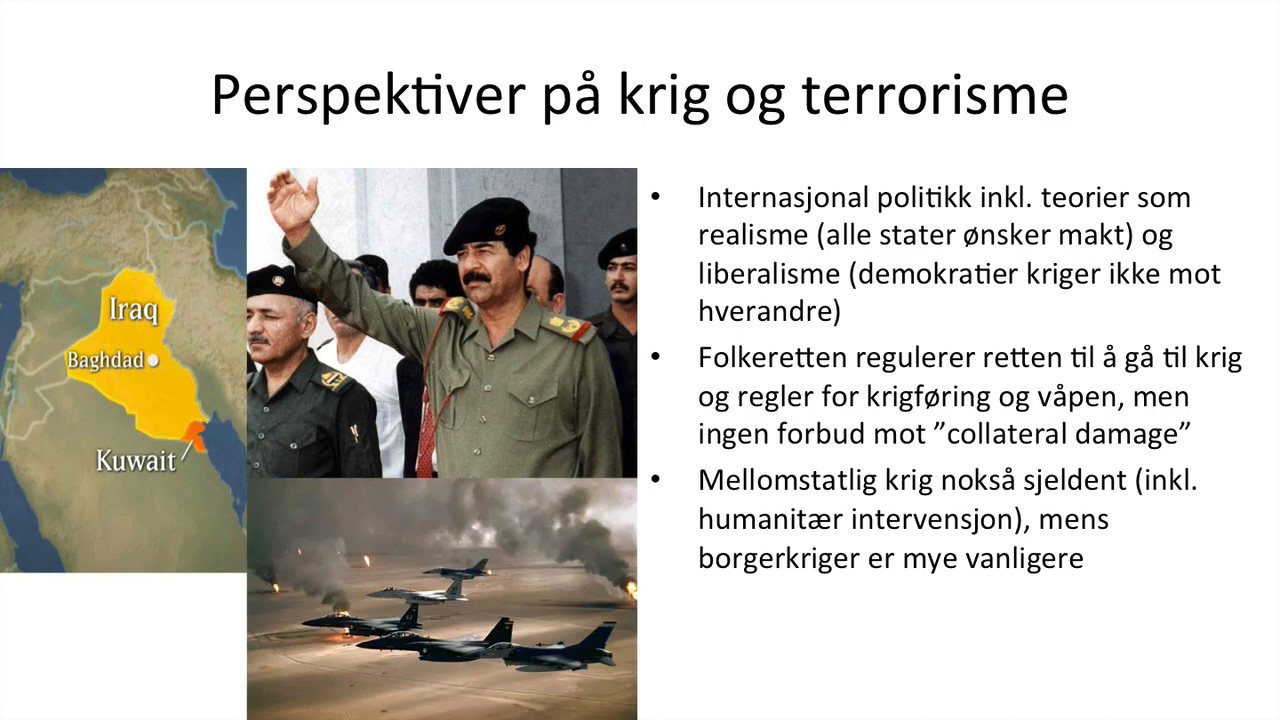 Perspektiver på krig og terrorisme
Iraq
Baghdad
Kuwait
• Internasjonal politikk inkl. teorier som
realisme (alle stater ønsker makt) og
liberalisme (demokratier kriger ikke mot
hverandre)
• Folkeretten regulerer retten til å gå til krig
og regler for krigføring og våpen, men
ingen forbud mot ”collateral damage”
• Mellomstatlig krig nokså sjeldent (inkl.
humanitær intervensjon), mens
borgerkriger er mye vanligere